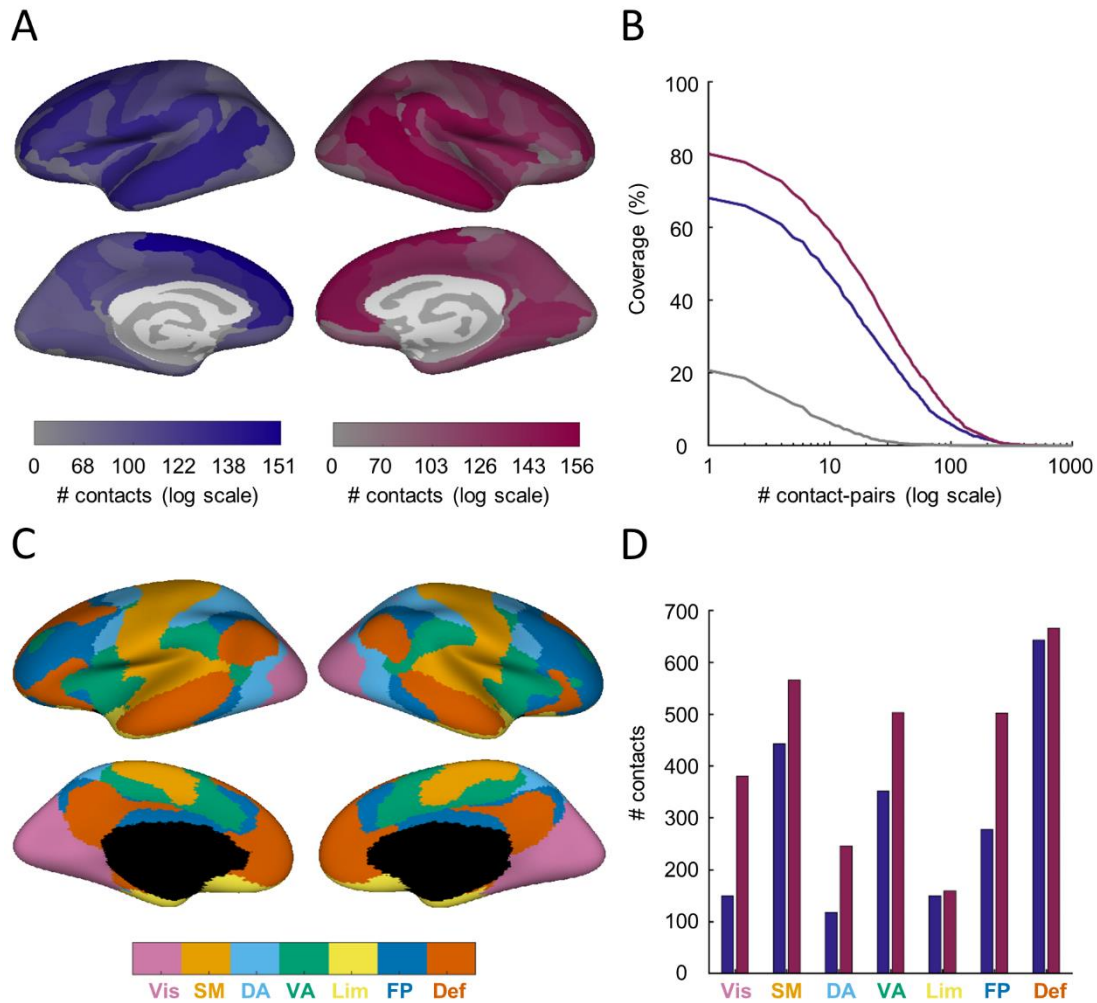 A
0 68 100 122 138 151
# contacts (log scale)
0 70 103 126 143 156
# contacts (log scale)
B
100
80
60
40
20
0
Coverage (%)
1 10 100 1000
# contact-pairs (log scale)
C
Vis SM DA VA Lim FP Def
D
700
600
500
400
300
200
100
0
# contacts
Vis SM DA VA Lim FP Def